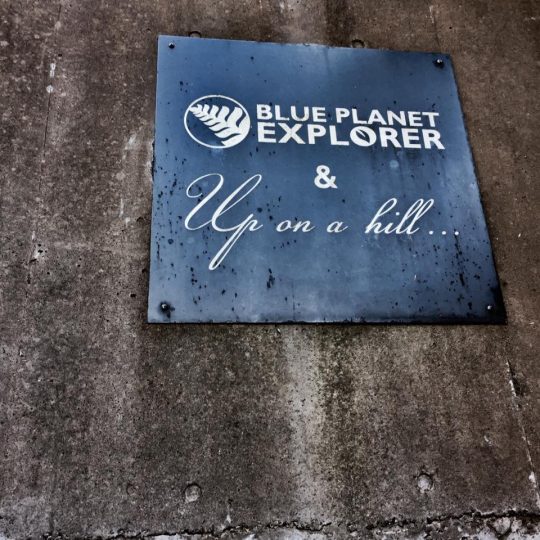 BLUE PLANET
EXPLORER
&
Up on a hill...